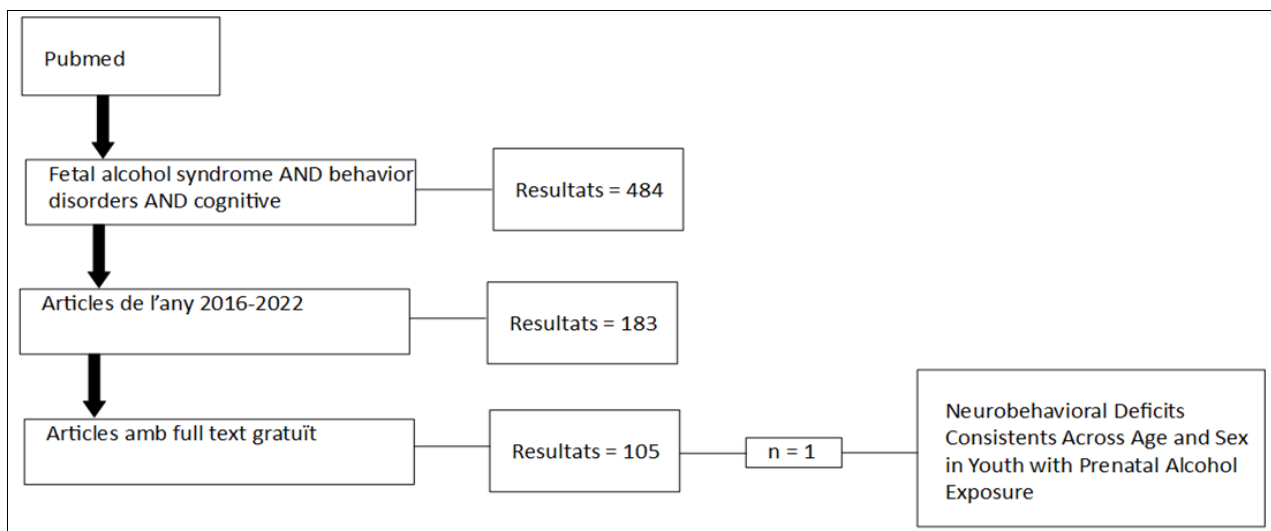 Pubmed
Fetal alcohol syndrome AND behavior
disorders AND cognitive
Resultats = 484
Articles de l'any 2016-2022
Resultats = 183
Articles amb full text gratuït
Resultats = 105
n = 1
Neurobehavioral Deficits
Consistents Across Age and Sex
in Youth with Prenatal Alcohol
Exposure